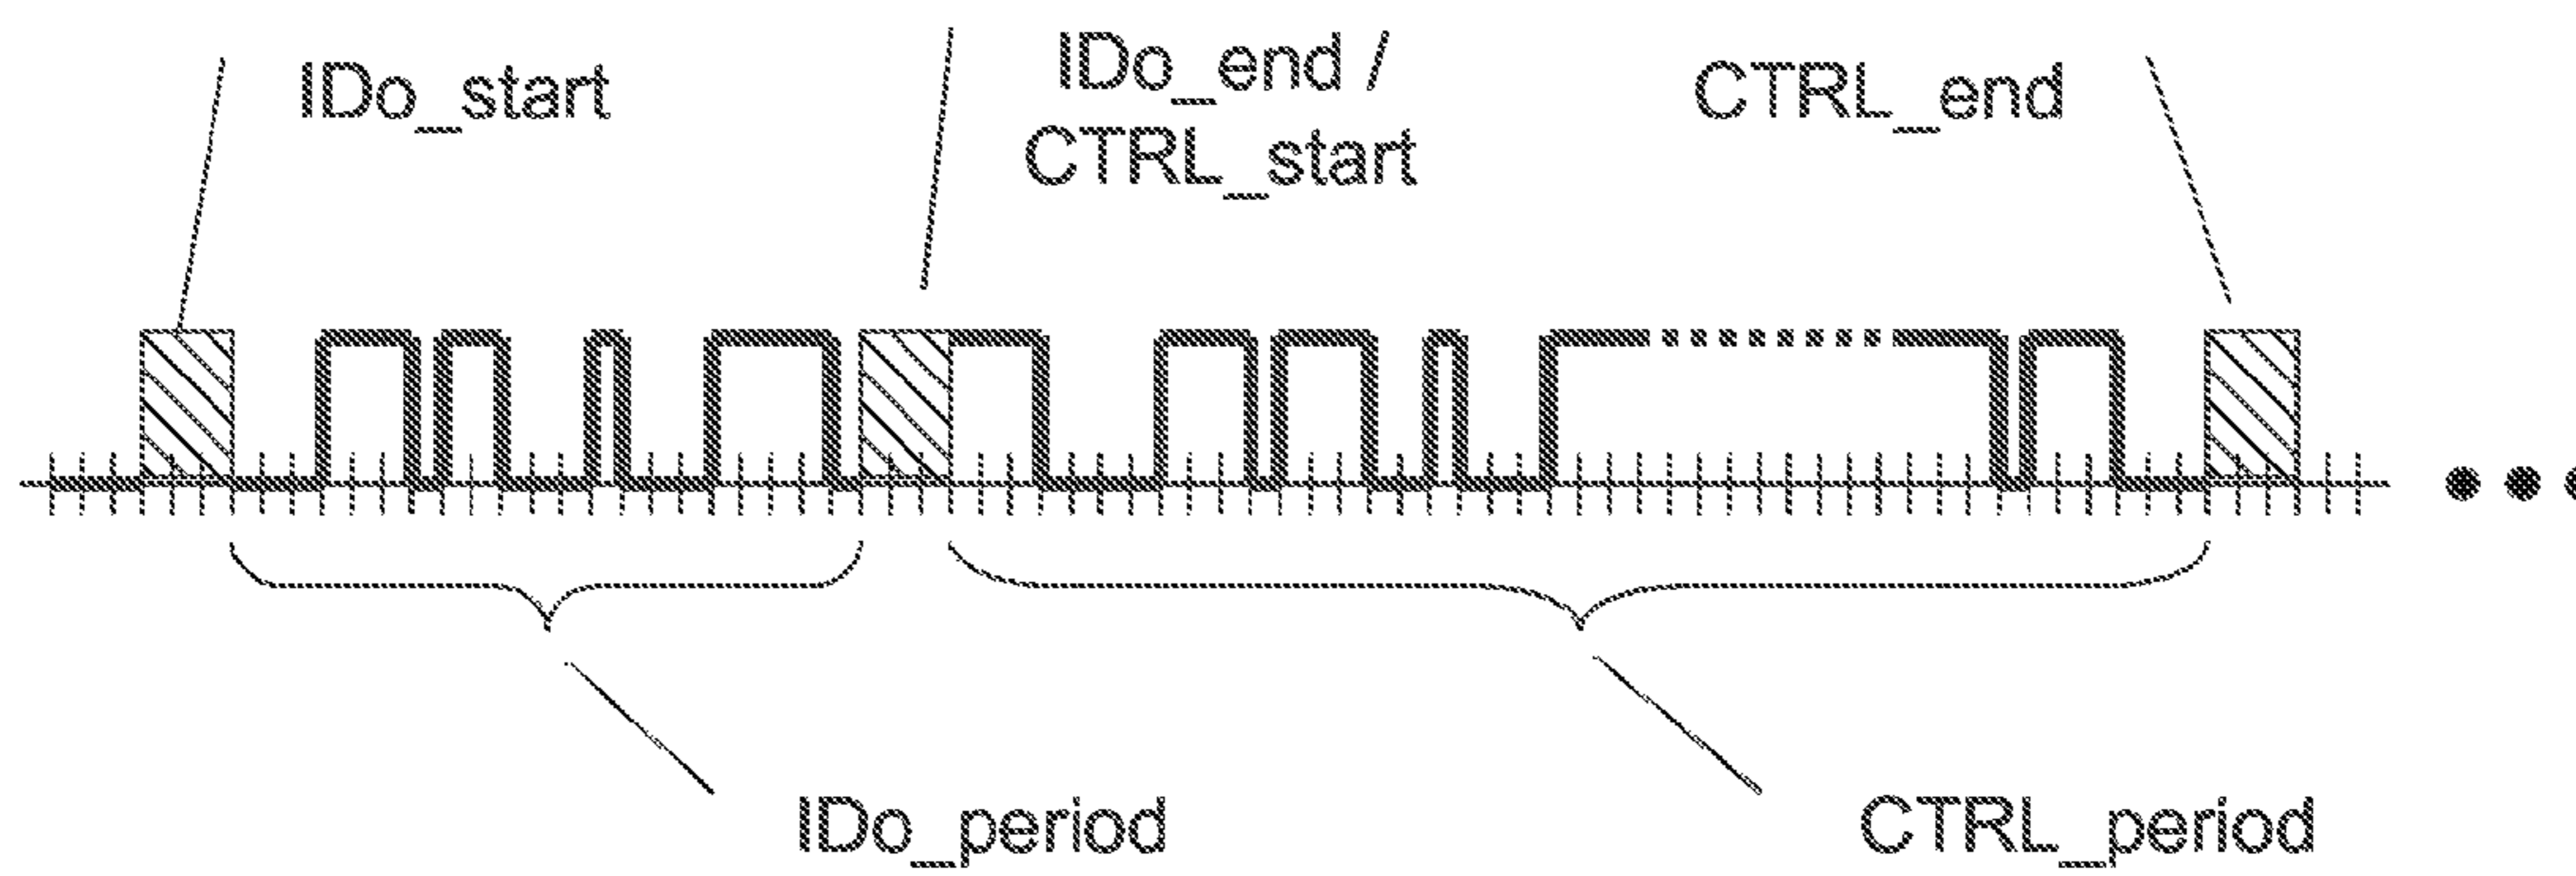 IDo_start
IDo_end /
CTRL_start
CTRL_end
IDo_period
CTRL_period